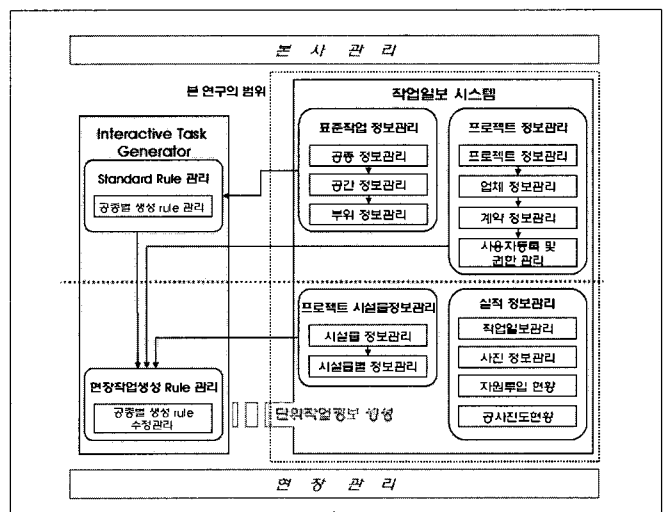 본 사 관 리
본 연구의 범위
작업일보 시스템
Interactive Task
Generator
Standard Rule 관리
공종별 생성 rule 관리
표준작업 정보관리
공종 정보관리
공간 정보관리
부위 정보관리
프로젝트 정보관리
프로젝트 정보관리
업체 정보관리
계약 정보관리
사용자등록 및
권한 관리
프로젝트 시설물정보관리
시설물 정보관리
시설물별 정보관리
실적 정보관리
작업일보관리
사진 정보관리
자원투입 현황
공사진도현황
현장작업생성 Rule 관리
공종별 생성 rule
수정관리
단위작업정보 생성
현 장 관 리